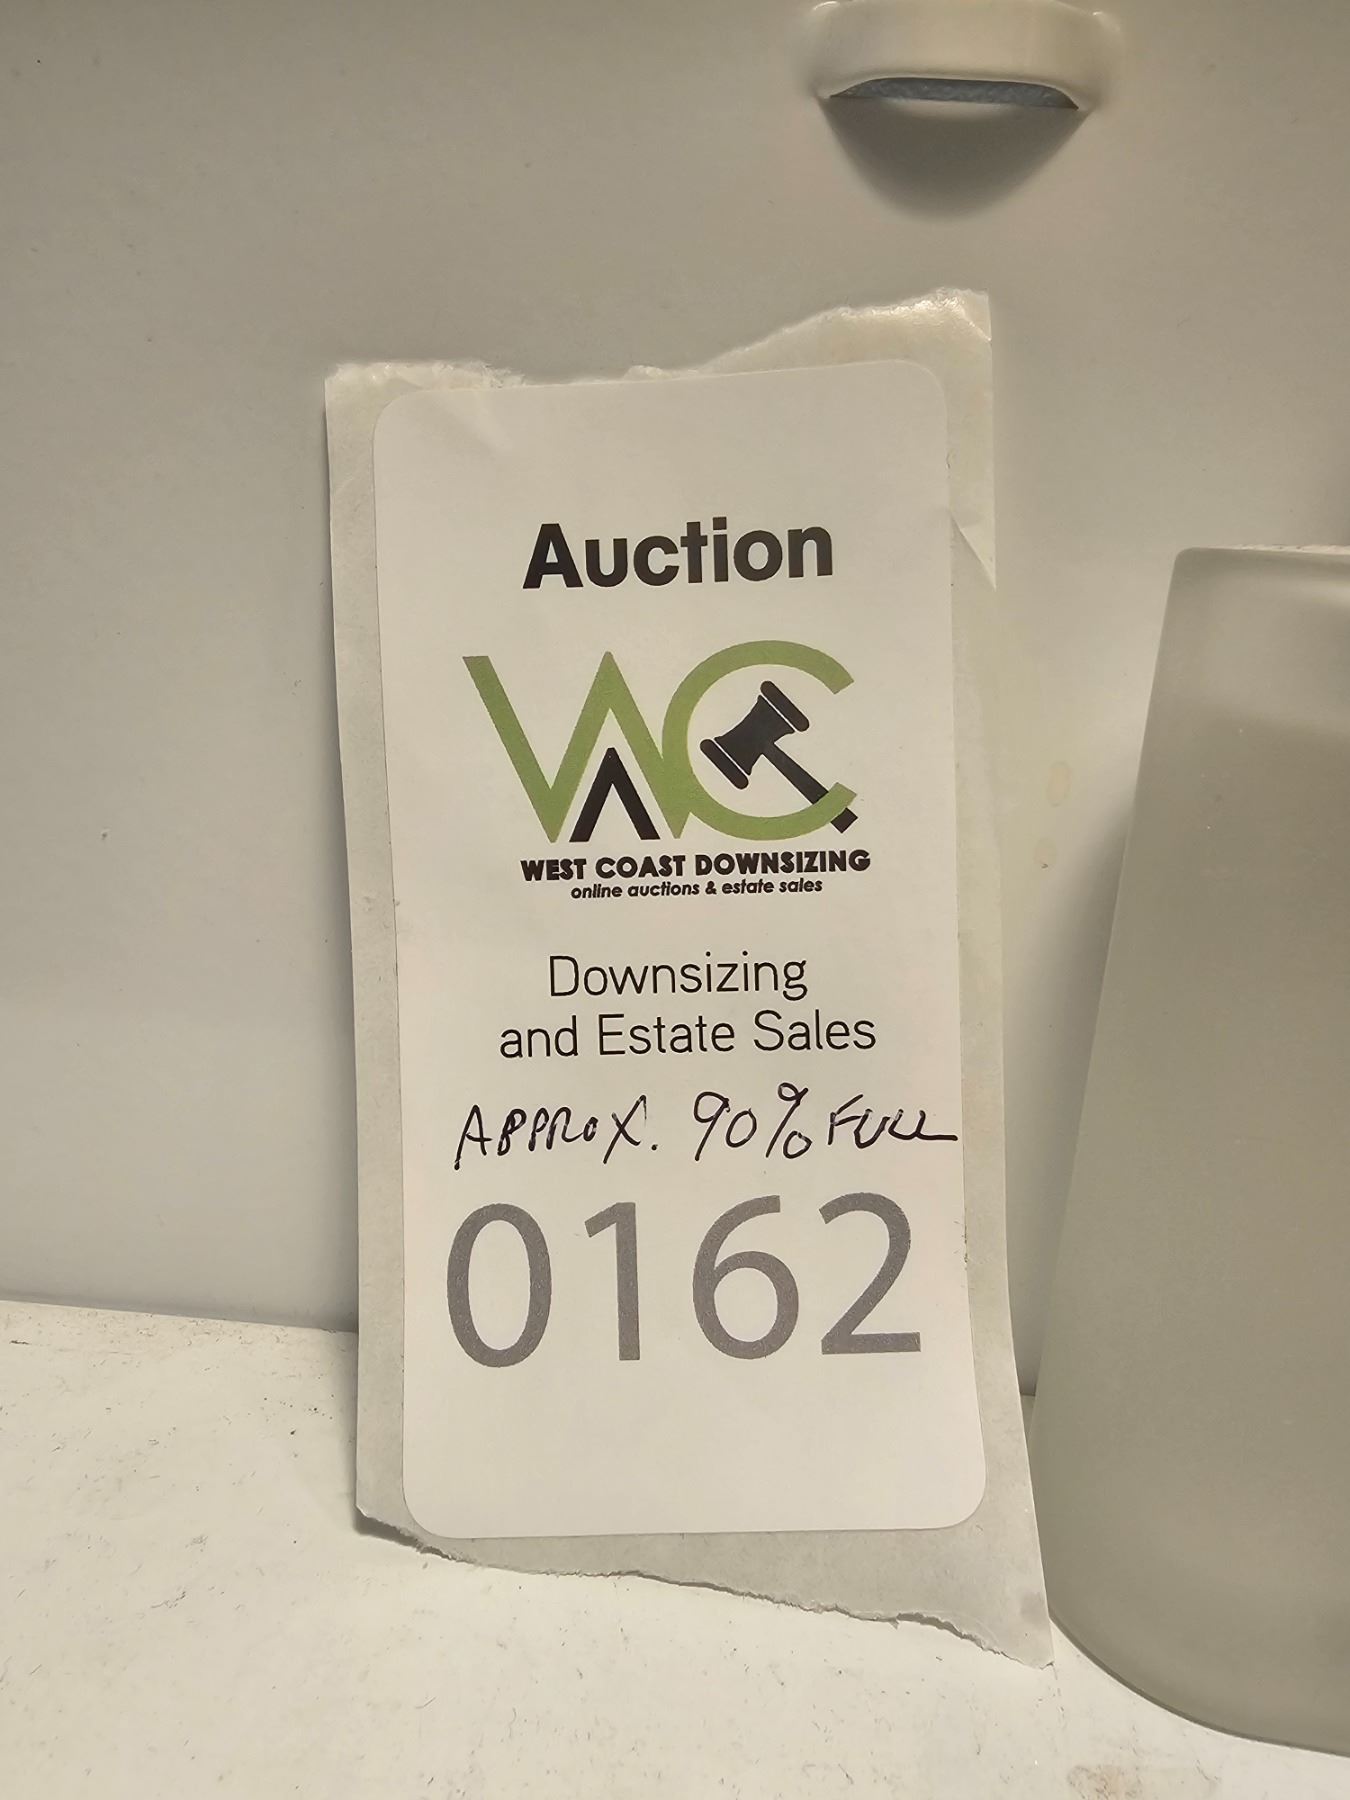 Auction
WC
WEST COAST DOWNSIZING
online auctions & estate sales
Downsizing
and Estate Sales
APPROX. 90% FULL
0162